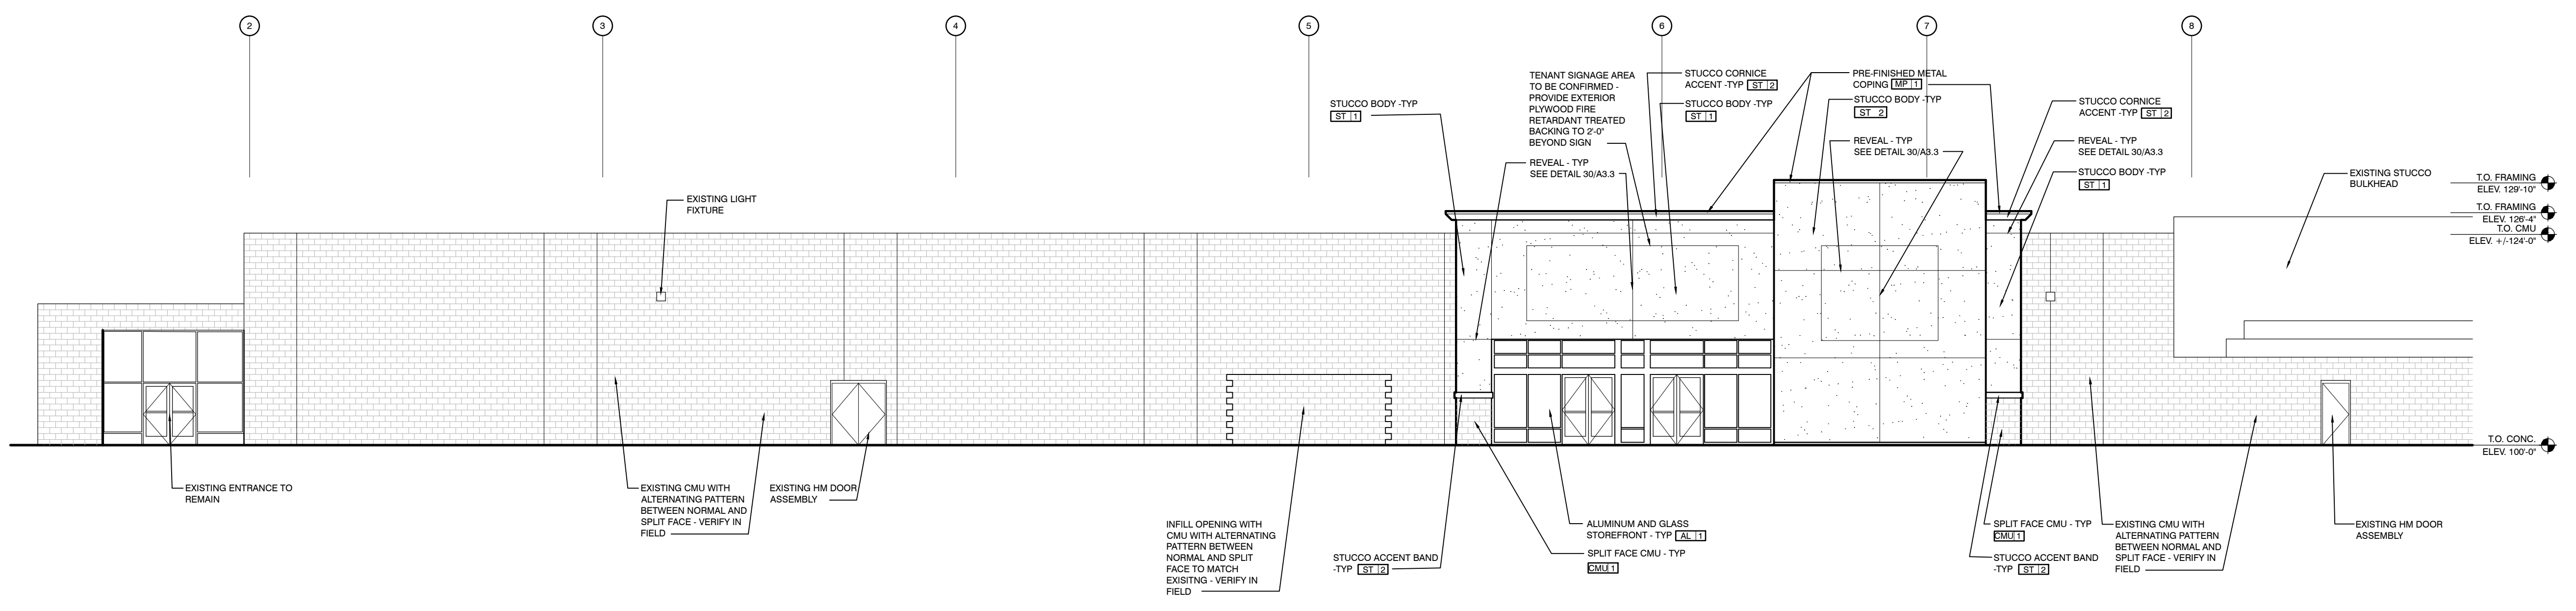 2
3
4
5
6
7
8
TENANT SIGNAGE AREA
TO BE CONFIRMED -
PROVIDE EXTERIOR
PLYWOOD FIRE
RETARDANT TREATED
BACKING TO 2'-0"
BEYOND SIGN
STUCCO CORNICE
ACCENT -TYP ST 2
PRE-FINISHED METAL
COPING MP 1
STUCCO BODY -TYP
ST 1
STUCCO BODY -TYP
ST 1
STUCCO BODY -TYP
ST 2
STUCCO CORNICE
ACCENT -TYP ST 2
REVEAL - TYP
SEE DETAIL 30/A3.3
REVEAL - TYP
SEE DETAIL 30/A3.3
REVEAL - TYP
SEE DETAIL 30/A3.3
STUCCO BODY -TYP
ST 1
EXISTING STUCCO
BULKHEAD
T.O. FRAMING
ELEV. 129'-10"
T.O. FRAMING
ELEV. 126'-4"
T.O. CMU
ELEV. +/-124'-0"
EXISTING LIGHT
FIXTURE
T.O. CONC.
ELEV. 100'-0"
EXISTING ENTRANCE TO
REMAIN
EXISTING CMU WITH
ALTERNATING PATTERN
BETWEEN NORMAL AND
SPLIT FACE - VERIFY IN
FIELD
EXISTING HM DOOR
ASSEMBLY
INFILL OPENING WITH
CMU WITH ALTERNATING
PATTERN BETWEEN
NORMAL AND SPLIT
FACE TO MATCH
EXISITNG - VERIFY IN
FIELD
STUCCO ACCENT BAND
-TYP ST 2
ALUMINUM AND GLASS
STOREFRONT - TYP AL 1
SPLIT FACE CMU - TYP
CMU 1
SPLIT FACE CMU - TYP
CMU 1
STUCCO ACCENT BAND
-TYP ST 2
EXISTING CMU WITH
ALTERNATING PATTERN
BETWEEN NORMAL AND
SPLIT FACE - VERIFY IN
FIELD
EXISTING HM DOOR
ASSEMBLY